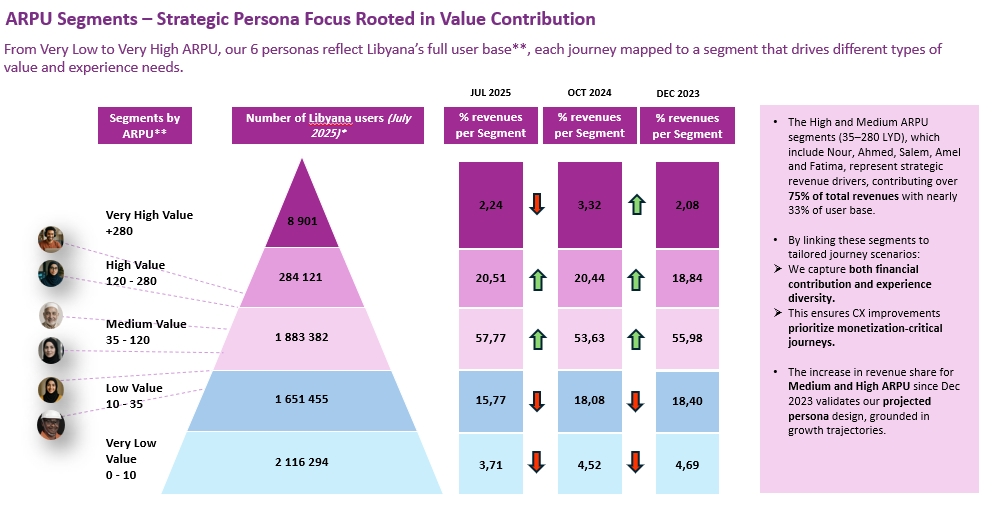 ARPU Segments – Strategic Persona Focus Rooted in Value Contribution
From Very Low to Very High ARPU, our 6 personas reflect Libyana's full user base**, each journey mapped to a segment that drives different types of
value and experience needs.
JUL 2025
OCT 2024
DEC 2023
Segments by
ARPU**
Number of Libyana users (July
2025)*
% revenues
per Segment
% revenues
per Segment
% revenues
per Segment
Very High Value
+280
8 901
2,24
3,32
2,08
High Value
120 - 280
284 121
20,51
20,44
18,84
Medium Value
35 - 120
1 883 382
57,77
53,63
55,98
Low Value
10 - 35
1 651 455
15,77
18,08
18,40
Very Low
Value
0 - 10
2 116 294
3,71
4,52
4,69
• The High and Medium ARPU
segments (35–280 LYD), which
include Nour, Ahmed, Salem, Amel
and Fatima, represent strategic
revenue drivers, contributing over
75% of total revenues with nearly
33% of user base.
• By linking these segments to
tailored journey scenarios:
➢ We capture both financial
contribution and experience
diversity.
➢ This ensures CX improvements
prioritize monetization-critical
journeys.
• The increase in revenue share for
Medium and High ARPU since Dec
2023 validates our projected
persona design, grounded in
growth trajectories.